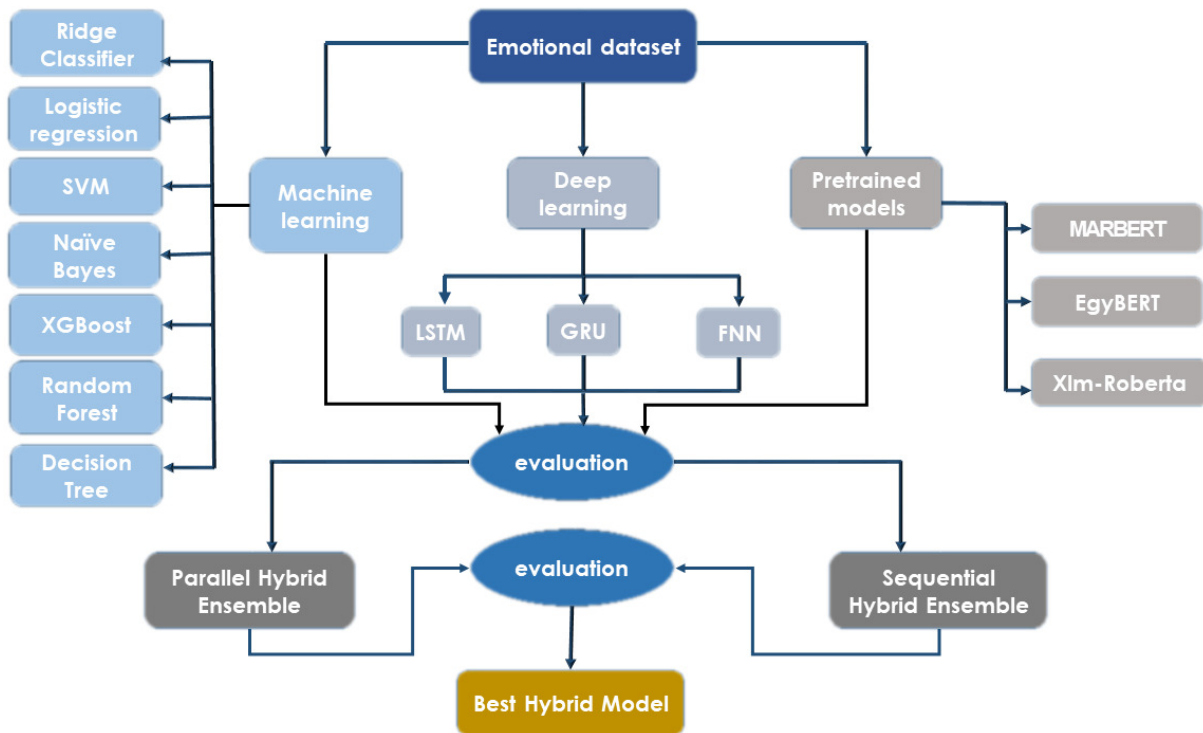 Emotional dataset
Ridge
Classifier
Logistic
regression
SVM
Naïve
Bayes
XGBoost
Random
Forest
Decision
Tree
Machine
learning
Deep
learning
Pretrained
models
LSTM
GRU
FNN
MARBERT
EgyBERT
Xlm-Roberta
evaluation
Parallel Hybrid
Ensemble
evaluation
Sequential
Hybrid Ensemble
Best Hybrid Model